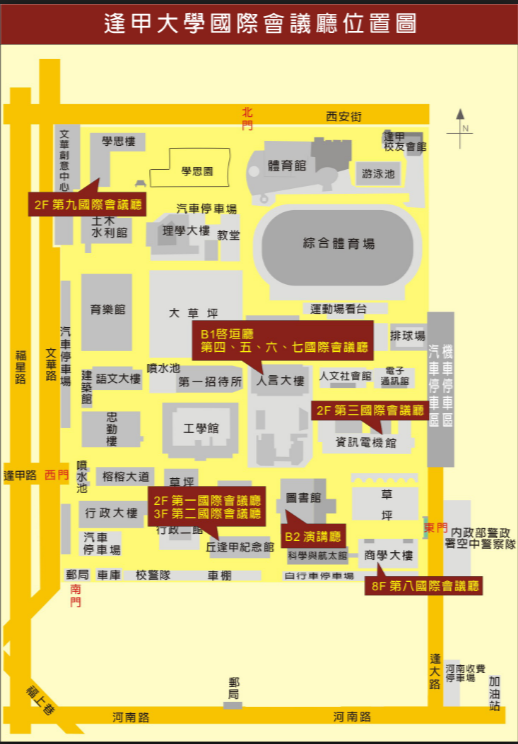 逢甲大學國際會議廳位置圖
北門
西安街
N
文華創意中心
學思樓
學思園
體育館
逢甲
校友會館
游泳池
2F 第九國際會議廳
土木
水利館
汽車停車場
理學大樓
教堂
綜合體育場
育樂館
大草坪
運動場看台
汽車停車場
福星路
文華路
B1啓垣廳
第四、五、六、七國際會議廳
排球場
汽車停車區
機車停車區
噴水池
建築館
語文大樓
第一招待所
人言大樓
人文社會館
電子
通訊館
2F 第三國際會議廳
忠勤樓
工學館
資訊電機館
逢甲路
西門
噴水池
榕榕大道
草坪
圖書館
草坪
2F 第一國際會議廳
3F 第二國際會議廳
行政大樓
行政二館
汽車
停車場
丘逢甲紀念館
B2 演講廳
科學與航太館
商學大樓
東門
内政部警政
署空中警察隊
郵局
車庫
校警隊
車棚
自行車停車場
南門
8F 第八國際會議廳
逢大路
河南收費
停車場
加油站
福上巷
郵局
河南路
河南路